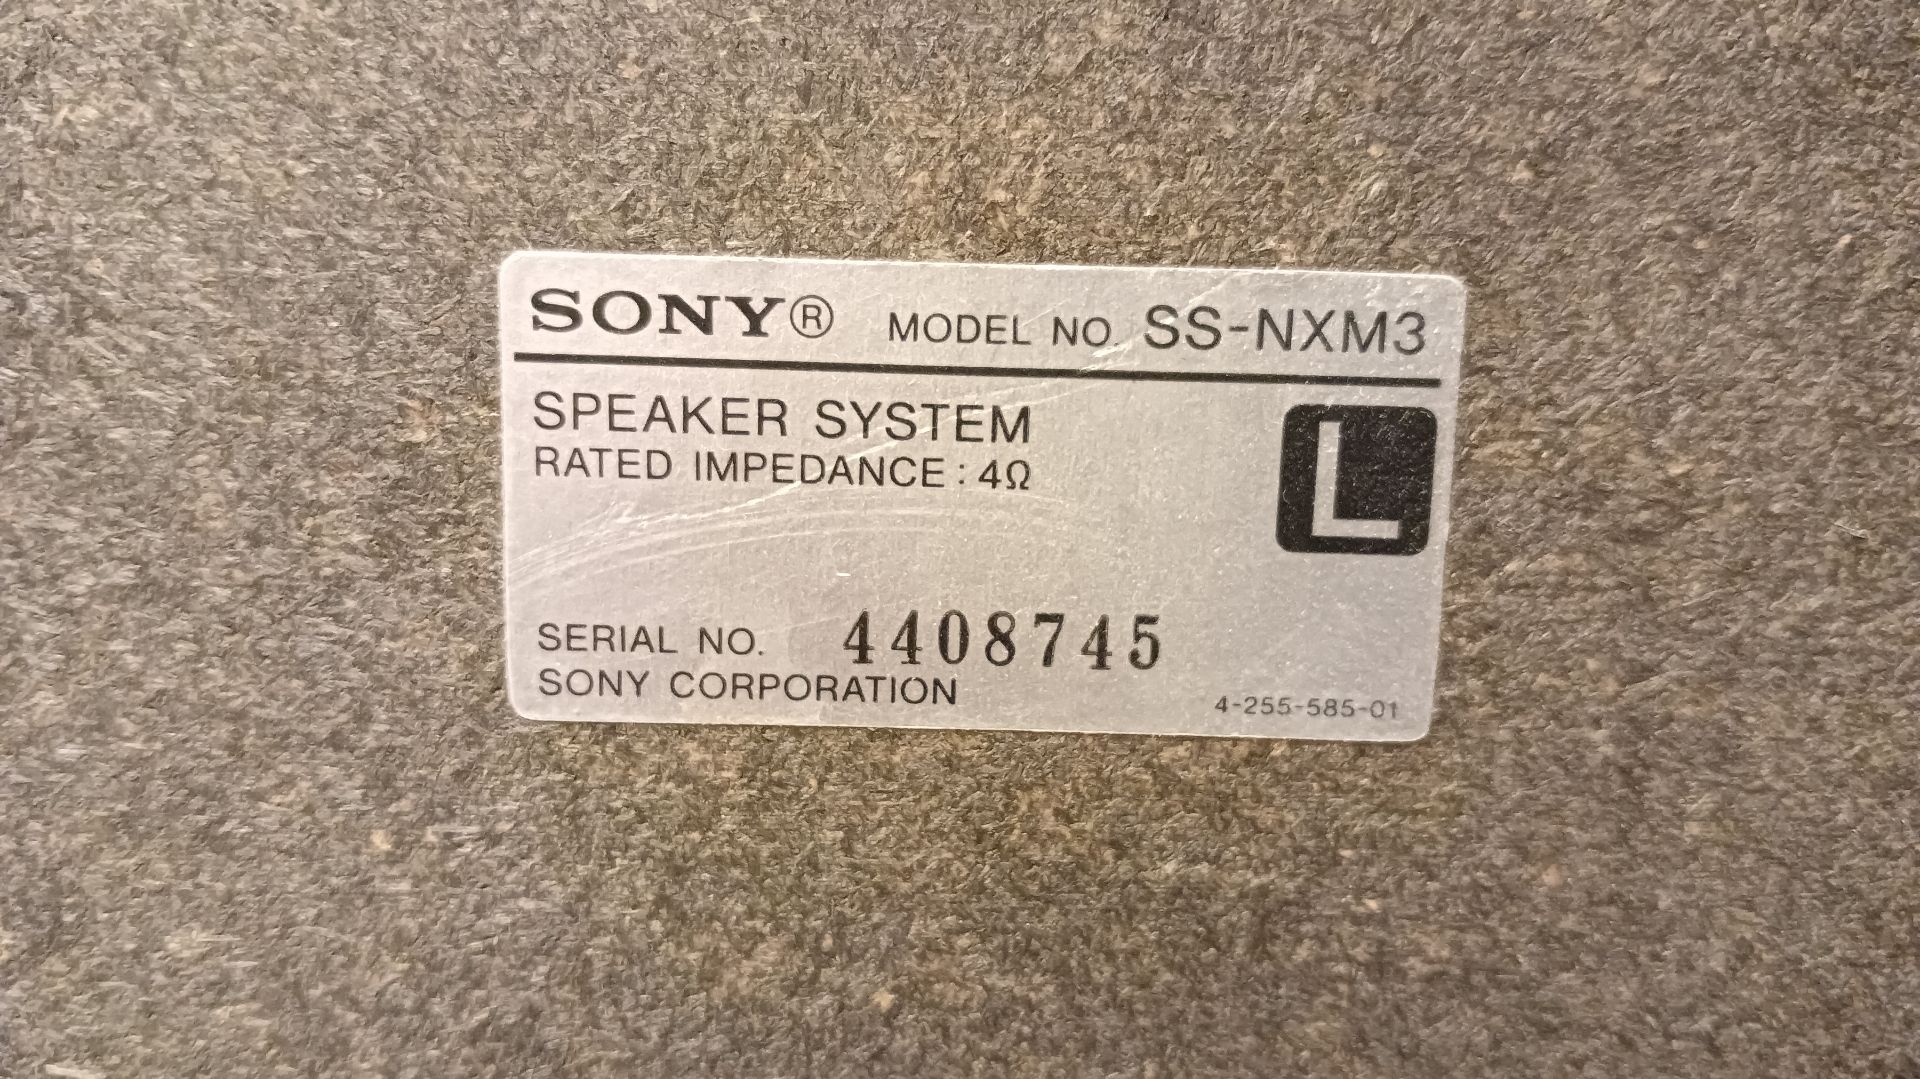 SONY® MODEL NO. SS-NXM3
SPEAKER SYSTEM
RATED IMPEDANCE : 4Ω
L
SERIAL NO. 4408745
SONY CORPORATION
4-255-585-01